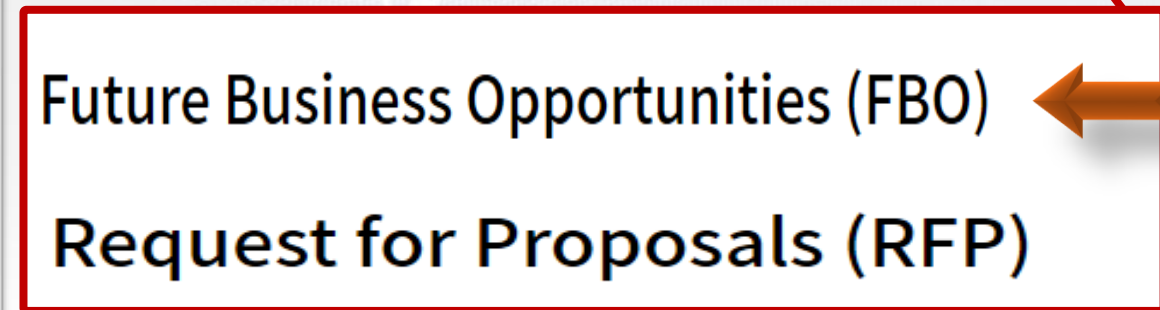 Future Business Opportunities (FBO)
Request for Proposals (RFP)